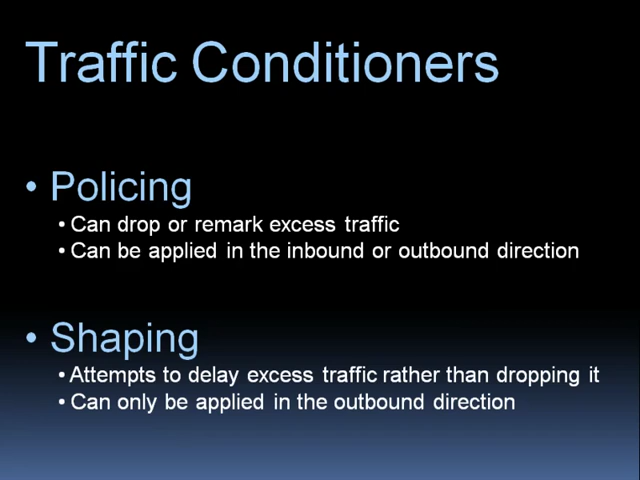 Traffic Conditioners
• Policing
• Can drop or remark excess traffic
• Can be applied in the inbound or outbound direction
• Shaping
• Attempts to delay excess traffic rather than dropping it
• Can only be applied in the outbound direction